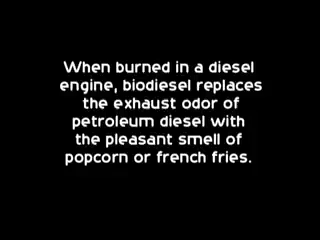 When burned in a diesel
engine, biodiesel replaces
the exhaust odor of
petroleum diesel with
the pleasant smell of
popcorn or french fries.